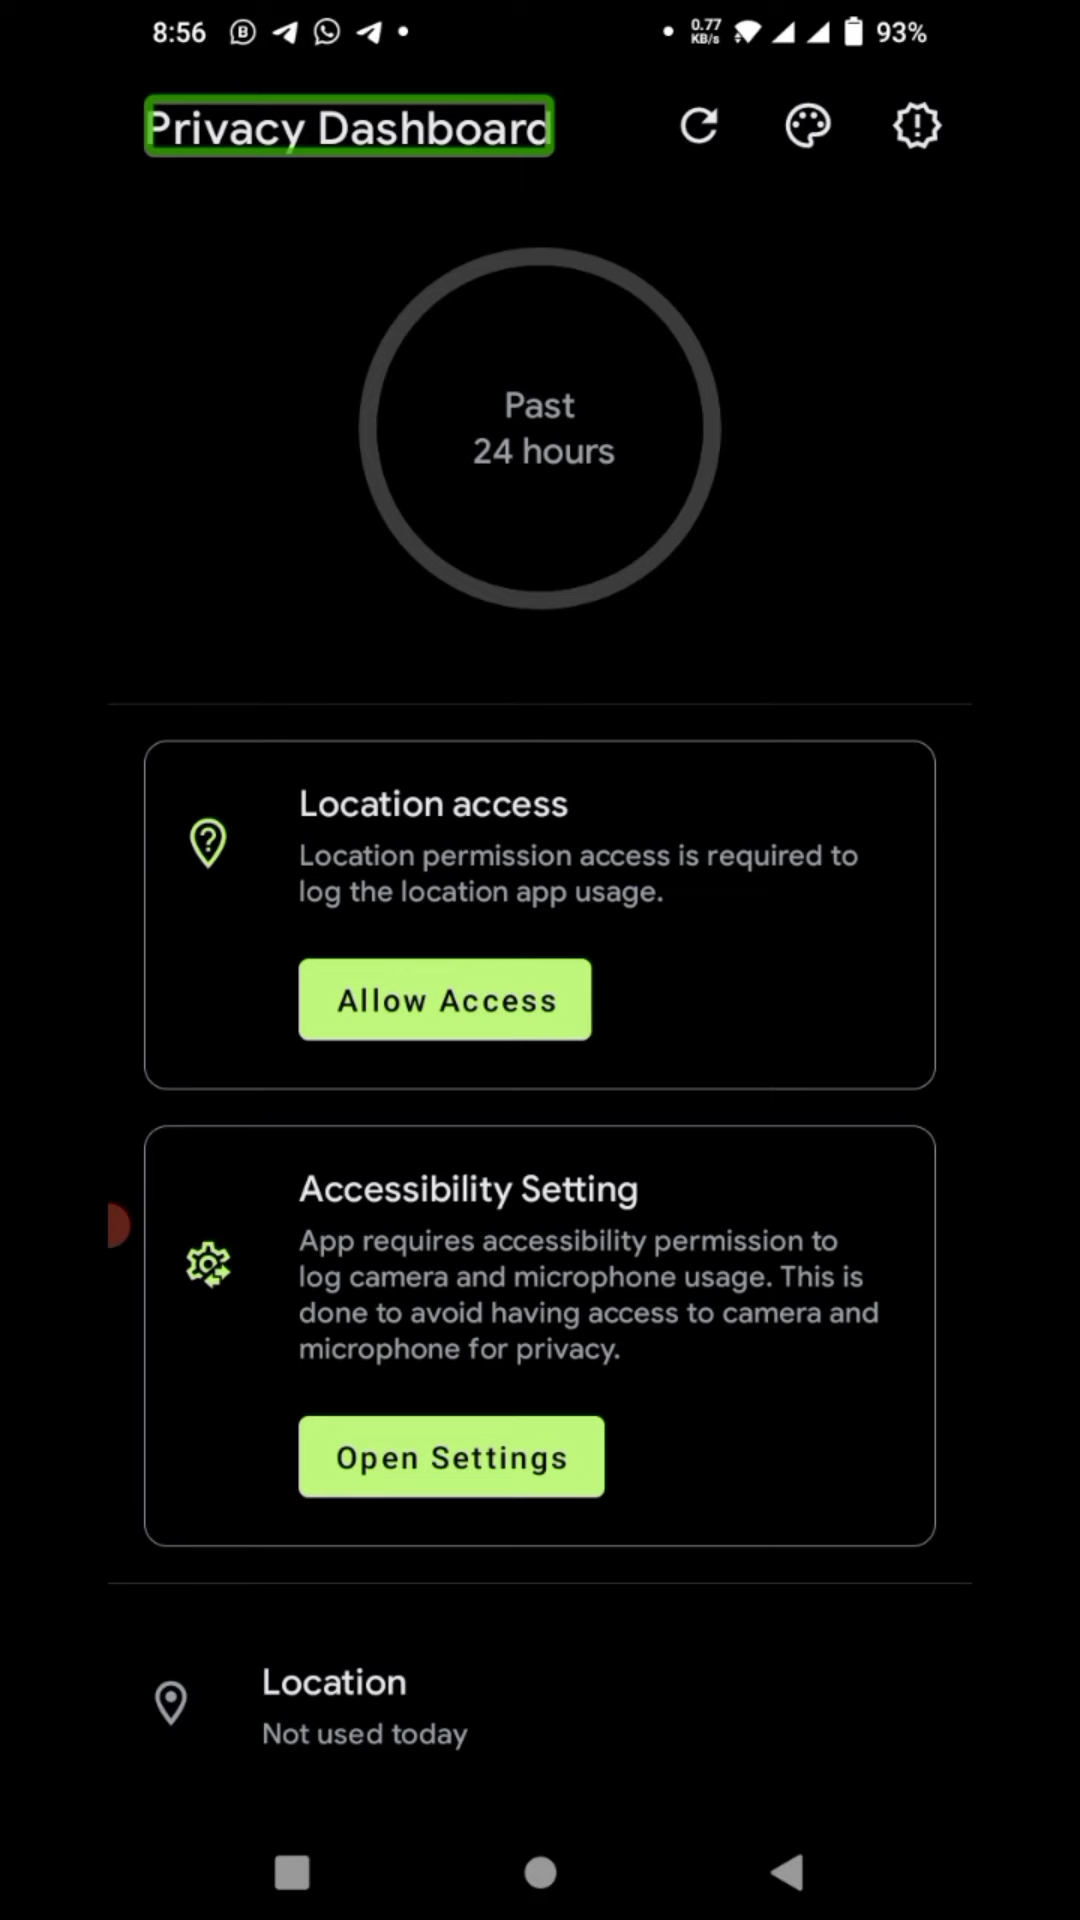 8:56
0.77
KB/s
93%
Privacy Dashboard
Past
24 hours
Location access
Location permission access is required to
log the location app usage.
Allow Access
Accessibility Setting
App requires accessibility permission to
log camera and microphone usage. This is
done to avoid having access to camera and
microphone for privacy.
Open Settings
Location
Not used today